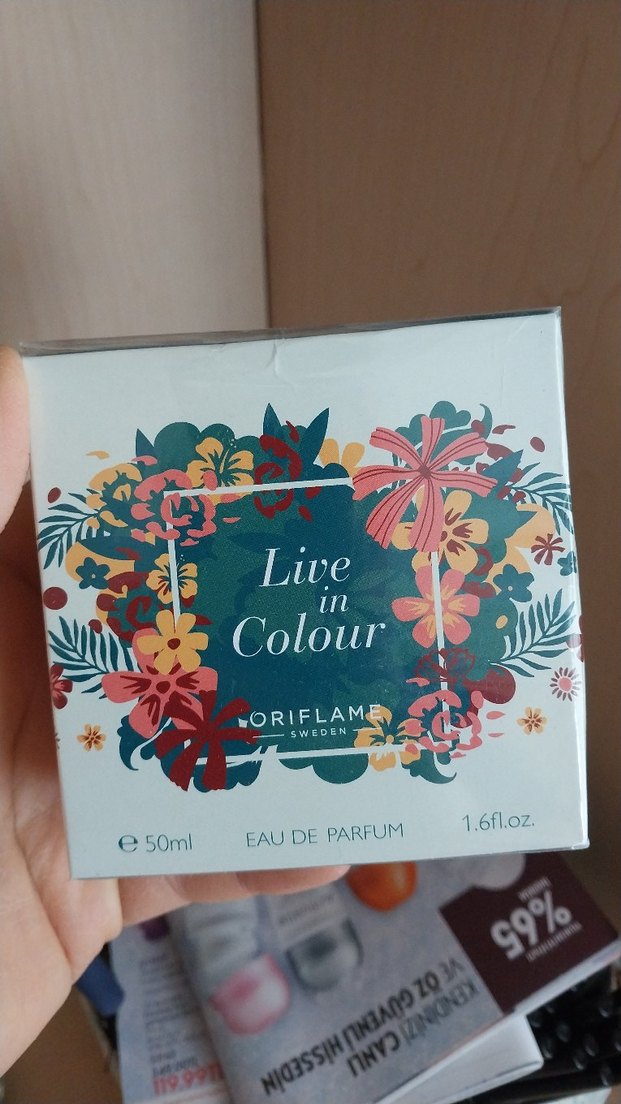 Live
in
Colour
ORIFLAME
SWEDEN
e 50ml
EAU DE PARFUM
1.6fl.oz.
%65
KENDİNİZİ CANLI
VE ÖZ GÜVENLİ HİSSEDİN